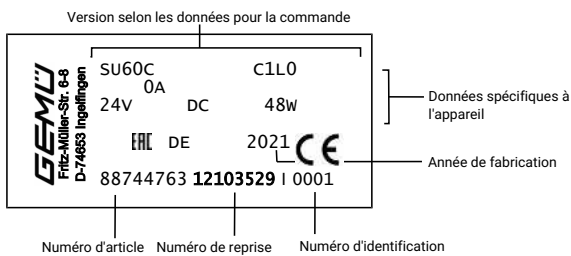 Version selon les données pour la commande
GEMÜ
Fritz-Müller-Str. 6-8
D-74653 Ingelfingen
SU60C C1L0
0A
24V DC 48W
EAC DE 2021 CE
88744763 12103529 I 0001
Données spécifiques à
l'appareil
Année de fabrication
Numéro d'article Numéro de reprise Numéro d'identification